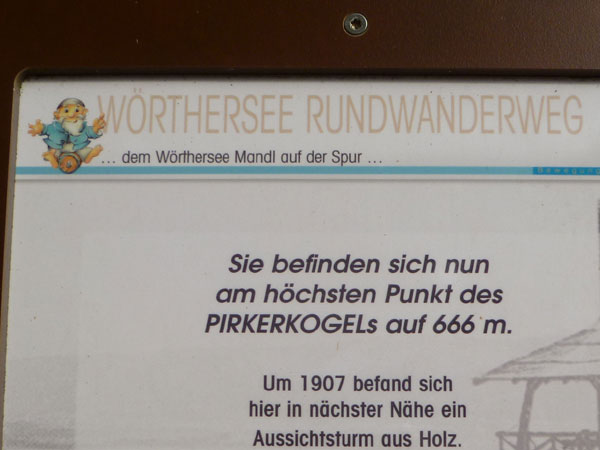 WÖRTHERSEE RUNDWANDERWEG
... dem Wörthersee Mandl auf der Spur ...
Sie befinden sich nun
am höchsten Punkt des
PIRKERKOGELs auf 666 m.
Um 1907 befand sich
hier in nächster Nähe ein
Aussichtsturm aus Holz.